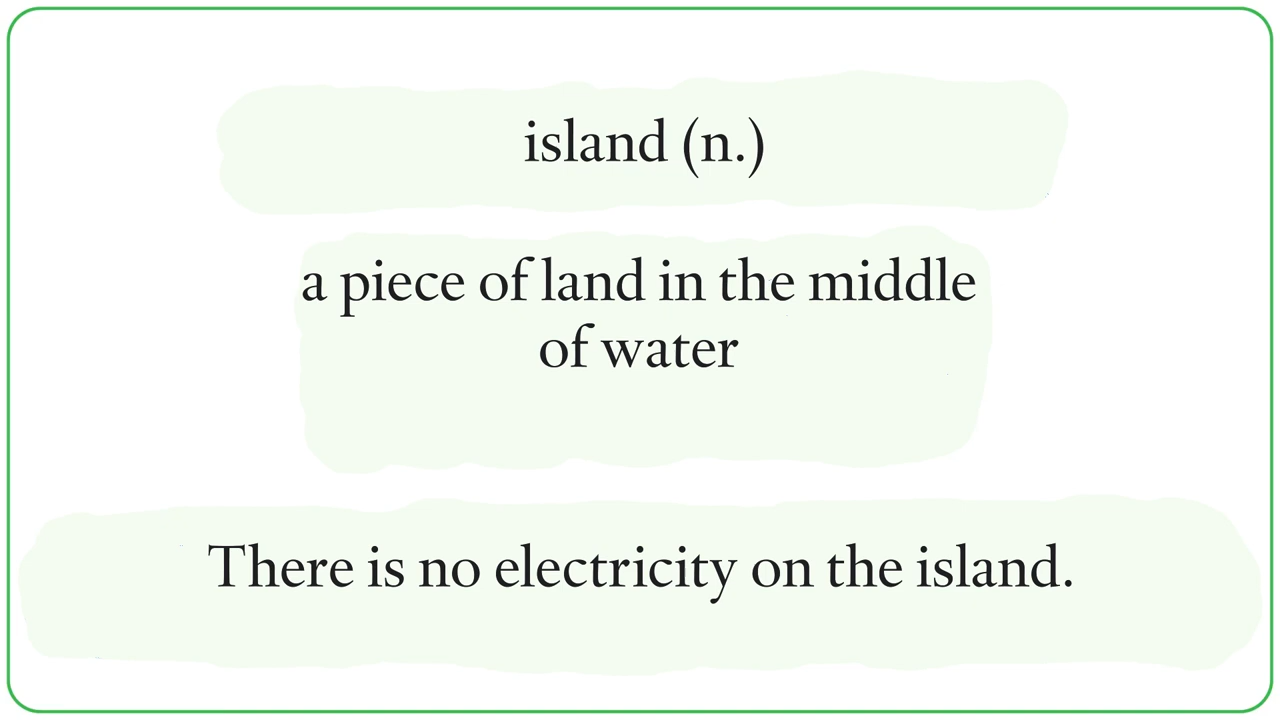 island (n.)
a piece of land in the middle
of water
There is no electricity on the island.